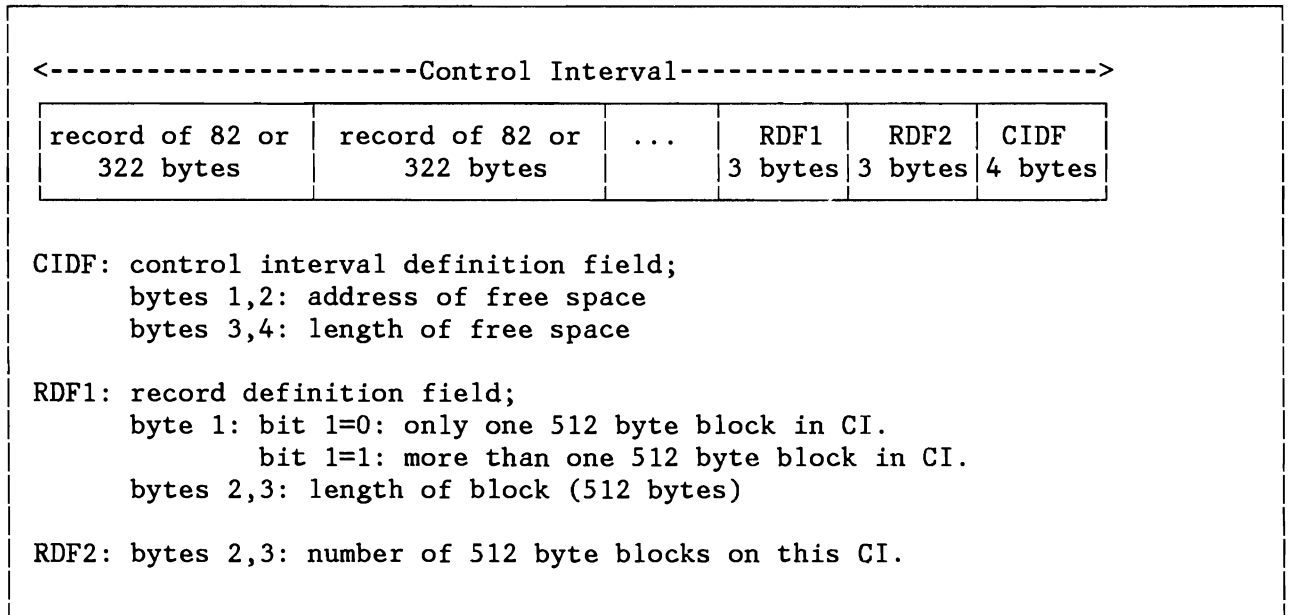 <-----------------------Control Interval-------------------------->
record of 82 or | record of 82 or | ... | RDF1 | RDF2 | CIDF
322 bytes | 322 bytes | | 3 bytes | 3 bytes | 4 bytes
CIDF: control interval definition field;
bytes 1,2: address of free space
bytes 3,4: length of free space
RDF1: record definition field;
byte 1: bit 1=0: only one 512 byte block in CI.
bit 1=1: more than one 512 byte block in CI.
bytes 2,3: length of block (512 bytes)
RDF2: bytes 2,3: number of 512 byte blocks on this CI.